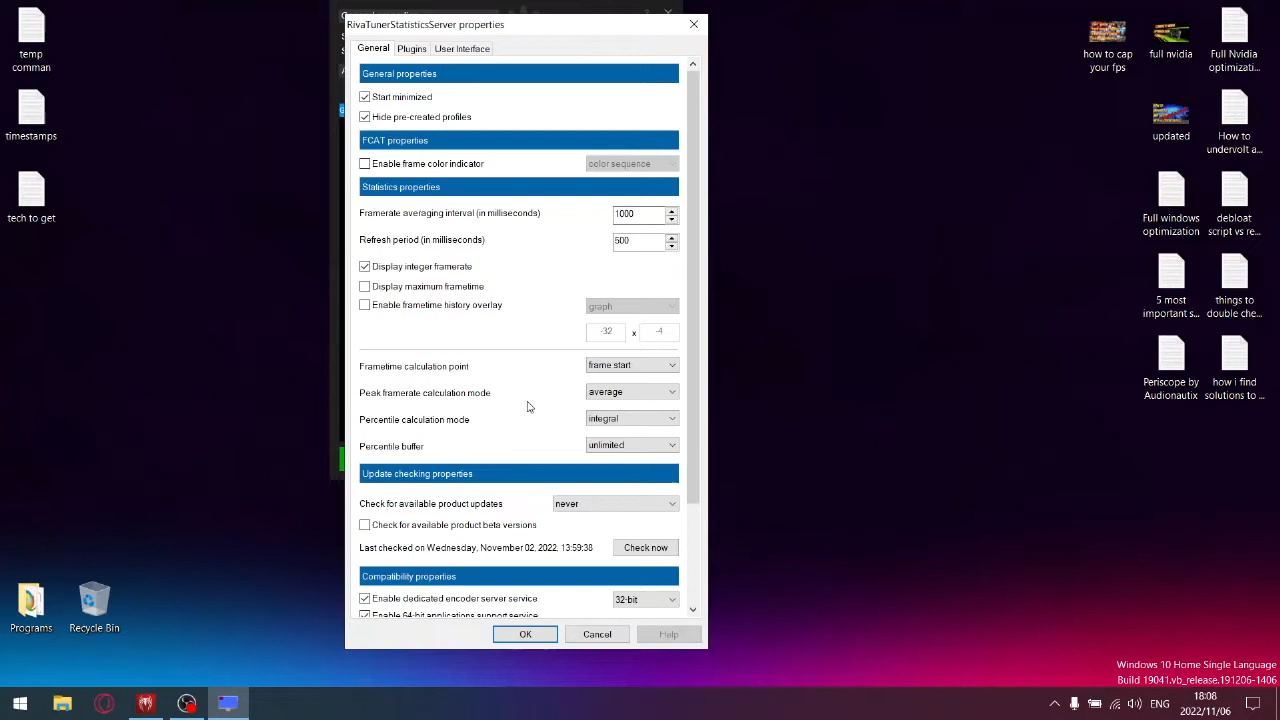 RivaTunerStatisticsServer properties
General Plugins User Interface
General properties
Start minimized
Hide pre-created profiles
FCAT properties
Enable frame color indicator color sequence
Statistics properties
Framerate averaging interval (in milliseconds) 1000
Refresh period (in milliseconds) 500
Display integer framerate
Display maximum frametime
Enable frametime history overlay graph
-32 x -4
Frametime calculation point frame start
Peak framerate calculation mode average
Percentile calculation mode integral
Percentile buffer unlimited
Update checking properties
Check for available product updates never
Check for available product beta versions
Last checked on Wednesday, November 02, 2022, 13:59:38 Check now
Compatibility properties
Enable dedicated encoder server service 32-bit
Enable 64-bit applications support service
OK Cancel Help
temp
comman
timestamps
tech to get
Programs
Recycle Bin
how to cap
your fps
full nvidia
Full Nvidia
optimizati...
updated
How to
undervolt a...
Full windows
optimization
debloat
script vs re...
5 most
important s...
things to
double che...
Periscope by
Audionautix
how i find
solutions to ...
Windows 10 Home Single Language
Build 19041.vb_release.191206-1406
ENG
18:08
2022/11/06